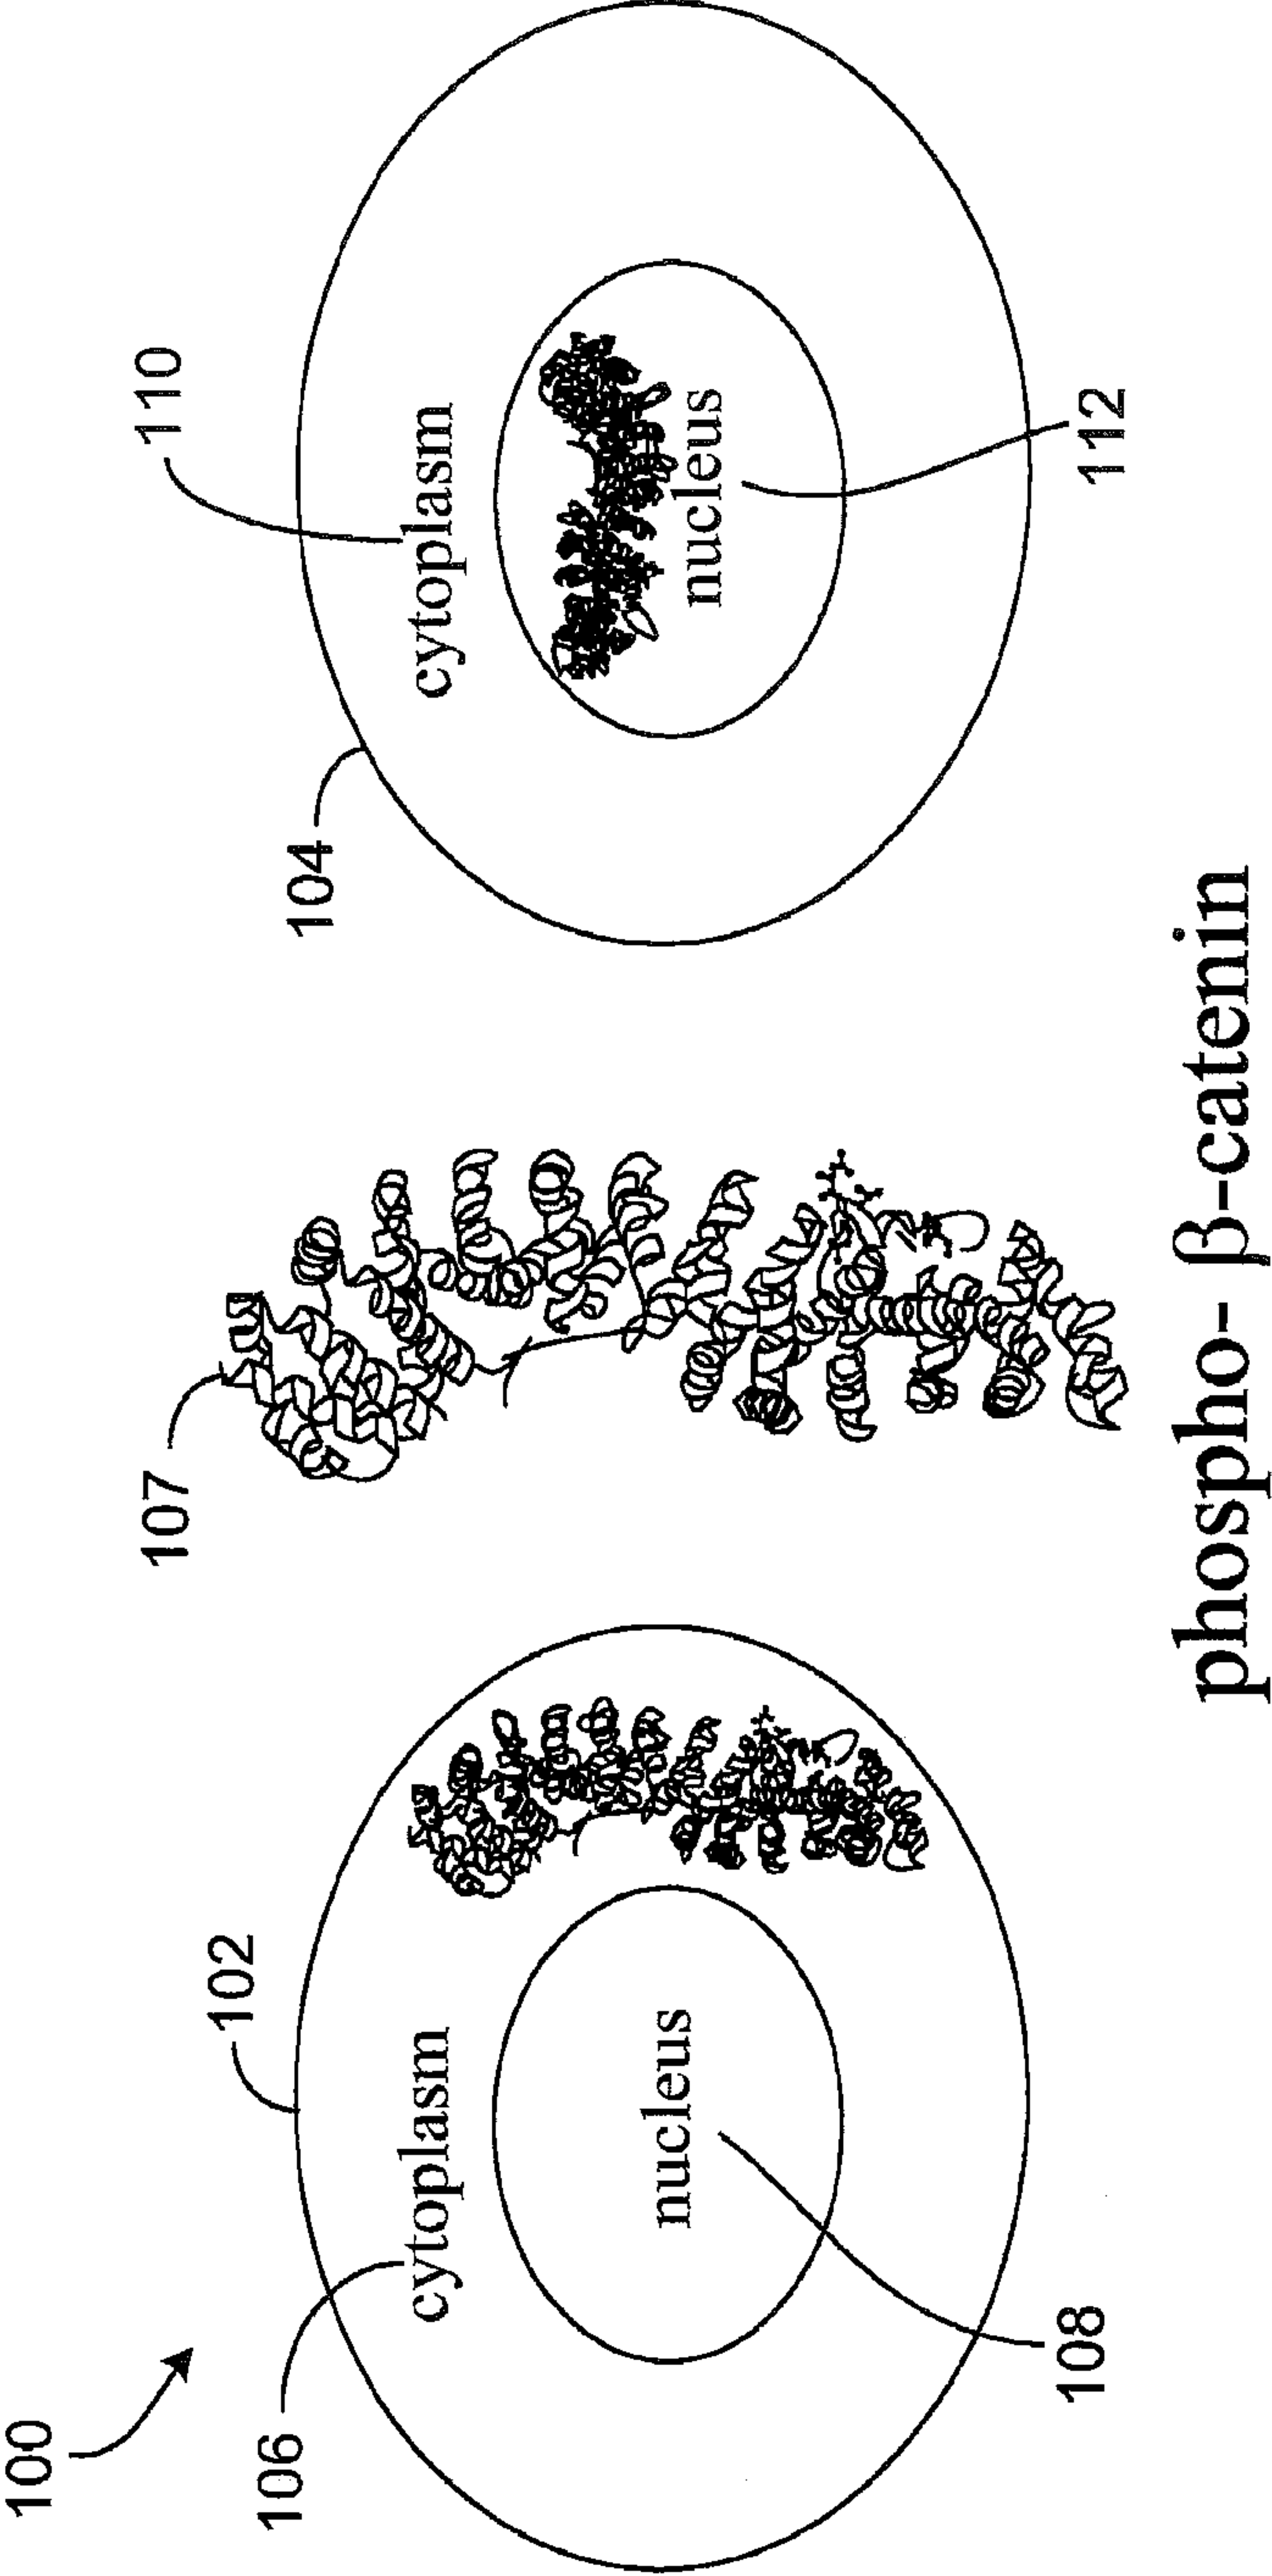 100
102
106
cytoplasm
nucleus
108
107
104
110
cytoplasm
nucleus
112
phospho- β-catenin